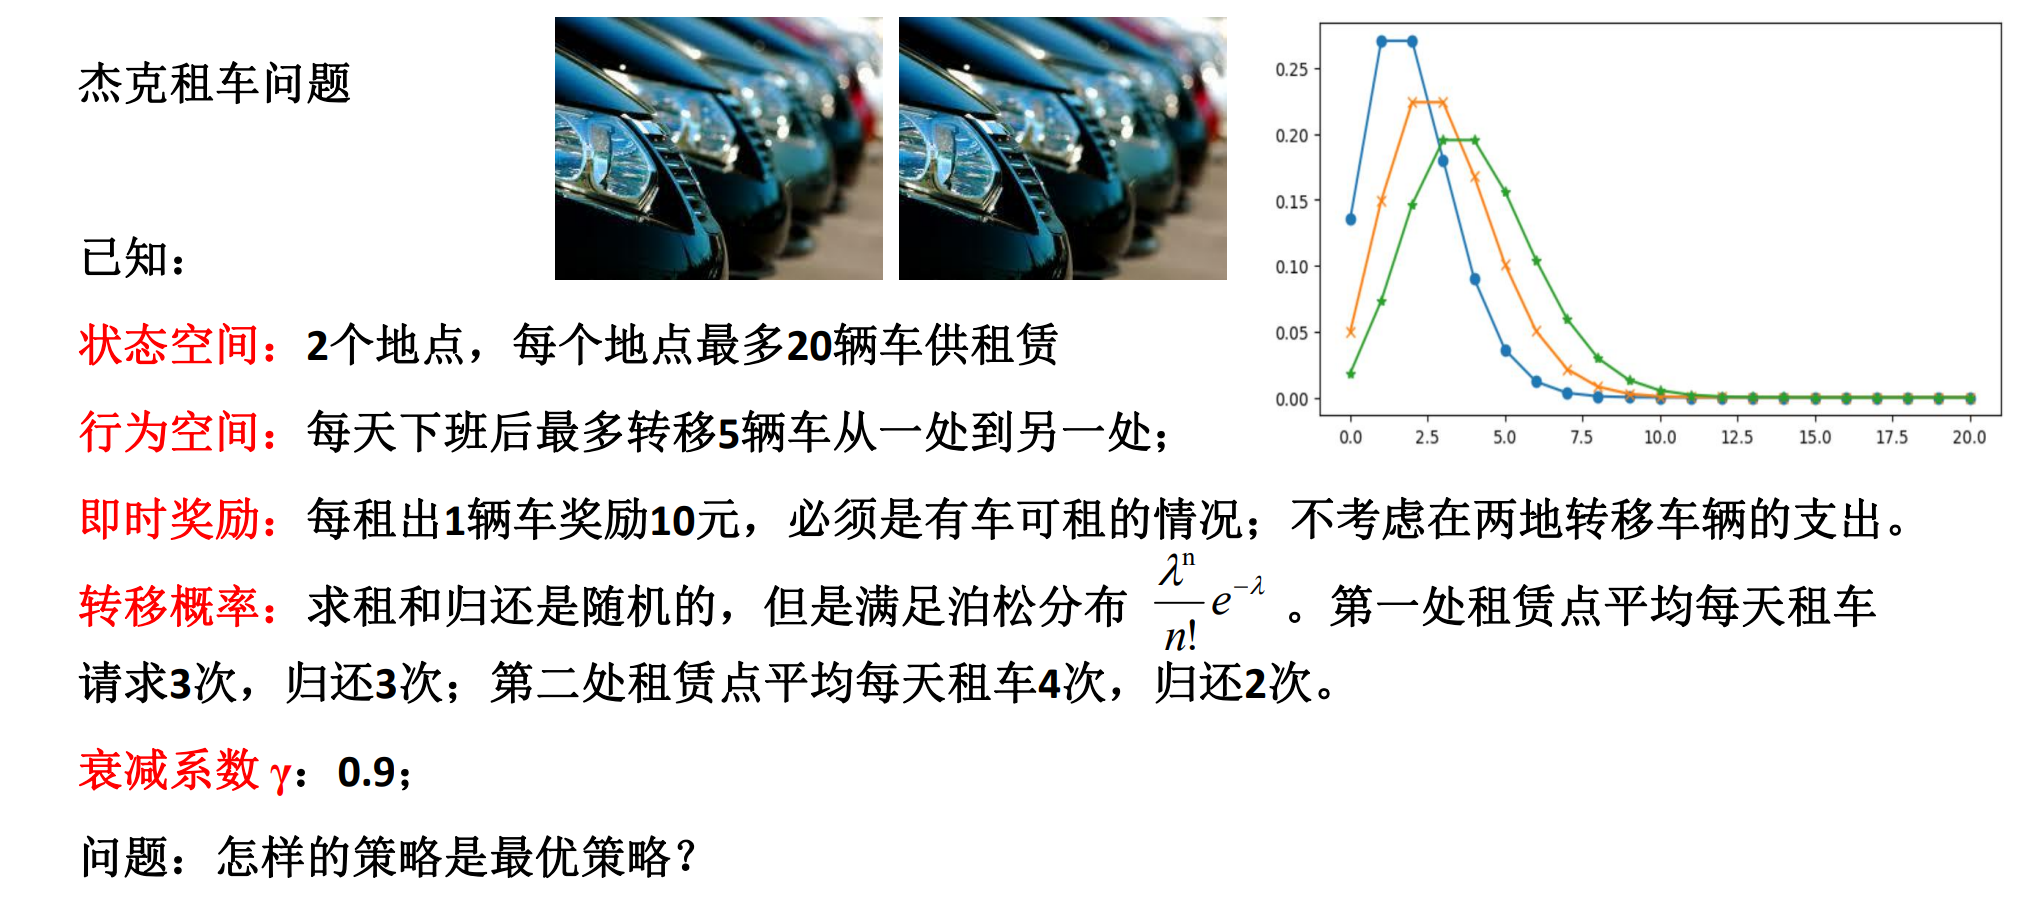 杰克租车问题
已知：
状态空间：2个地点，每个地点最多20辆车供租赁
行为空间：每天下班后最多转移5辆车从一处到另一处；
即时奖励：每租出1辆车奖励10元，必须是有车可租的情况；不考虑在两地转移车辆的支出。
转移概率：求租和归还是随机的，但是满足泊松分布 λⁿ/n! e^{-λ} 。第一处租赁点平均每天租车
请求3次，归还3次；第二处租赁点平均每天租车4次，归还2次。
衰减系数 γ：0.9；
问题：怎样的策略是最优策略？
0.25
0.20
0.15
0.10
0.05
0.00
0.0 2.5 5.0 7.5 10.0 12.5 15.0 17.5 20.0